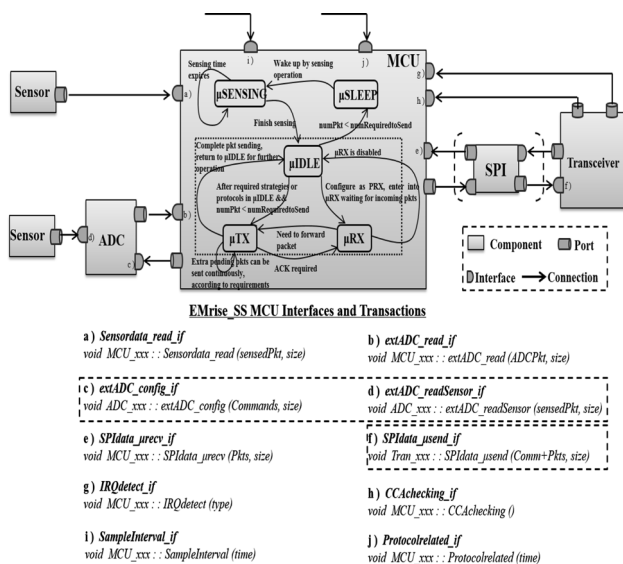 MCU
i )
j )
Sensing time
expires
Wake up by sensing
operation
g )
h )
Sensor
a )
µSENSING
µSLEEP
Finish sensing
numPkt < numRequiredtoSend
Complete pkt sending,
return to µIDLE for further
operation
µIDLE
µRX is disabled
e )
SPI
f )
Transceiver
After required strategies or
protocols in µIDLE &&
numPkt < numRequiredtoSend
Configure as PRX, enter into
µRX waiting for incoming pkts
Sensor
d)
ADC
b )
c )
µTX
Need to forward
packet
µRX
ACK required
Extra pending pkts can be
sent continuously,
according to requirements
Component
Port
Interface
Connection
EMrise_SS MCU Interfaces and Transactions
a ) Sensordata_read_if
void MCU_xxx : : Sensordata_read (sensedPkt, size)
b ) extADC_read_if
void MCU_xxx : : extADC_read (ADCPkt, size)
c ) extADC_config_if
void ADC_xxx : : extADC_config (Commands, size)
d ) extADC_readSensor_if
void ADC_xxx : : extADC_readSensor (sensedPkt, size)
e ) SPIdata_µrecv_if
void MCU_xxx : : SPIdata_µrecv (Pkts, size)
f ) SPIdata_µsend_if
void Tran_xxx : : SPIdata_µsend (Comm+Pkts, size)
g ) IRQdetect_if
void MCU_xxx : : IRQdetect (type)
h ) CCAchecking_if
void MCU_xxx : : CCAchecking ()
i ) SampleInterval_if
void MCU_xxx : : SampleInterval (time)
j ) Protocolrelated_if
void MCU_xxx : : Protocolrelated (time)